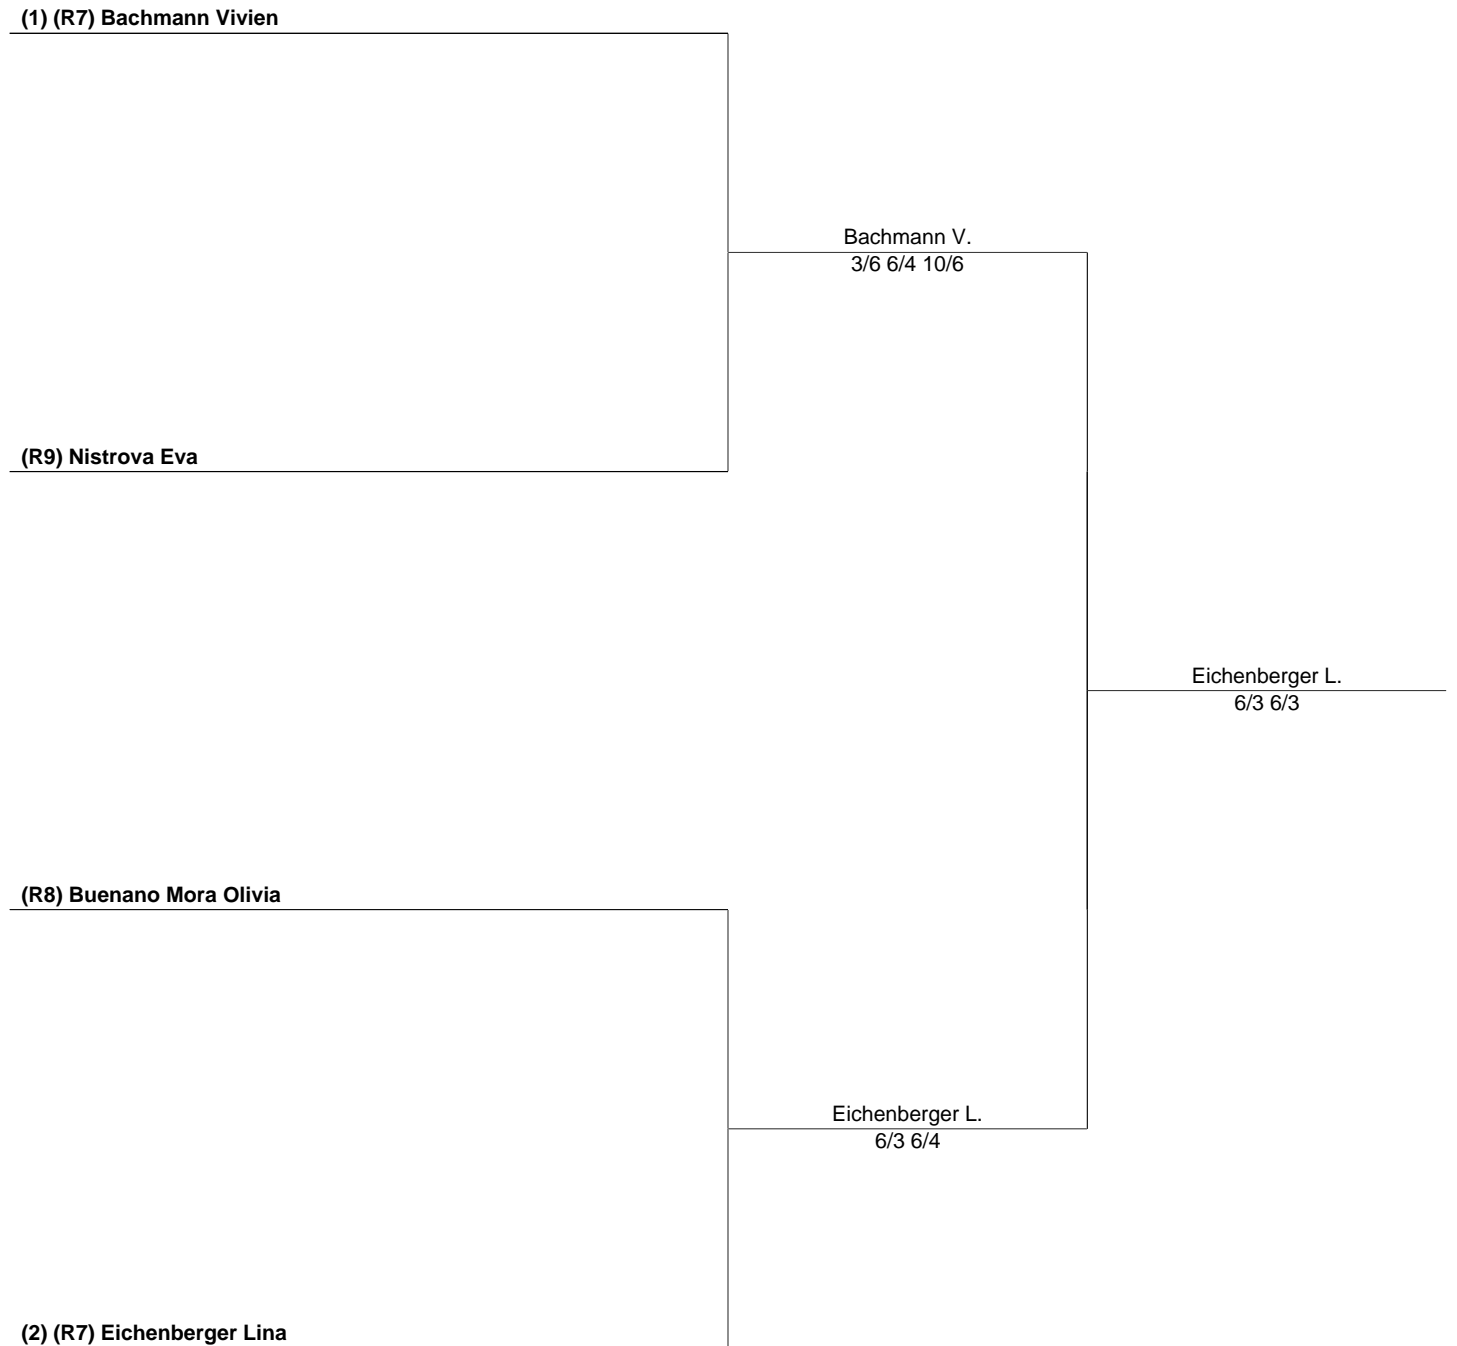 (1) (R7) Bachmann Vivien
Bachmann V.
3/6 6/4 10/6
(R9) Nistrova Eva
Eichenberger L.
6/3 6/3
(R8) Buenano Mora Olivia
Eichenberger L.
6/3 6/4
(2) (R7) Eichenberger Lina